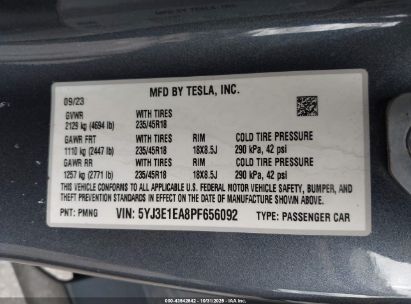 MFD BY TESLA, INC.
09/23
GVWR WITH TIRES
2129 kg (4694 lb) 235/45R18
GAWR FRT WITH TIRES RIM COLD TIRE PRESSURE
1110 kg (2447 lb) 235/45R18 18X8.5J 290 kPa, 42 psi
GAWR RR WITH TIRES RIM COLD TIRE PRESSURE
1257 kg (2771 lb) 235/45R18 18X8.5J 290 kPa, 42 psi
THIS VEHICLE CONFORMS TO ALL APPLICABLE U.S. FEDERAL MOTOR VEHICLE SAFETY, BUMPER, AND
THEFT PREVENTION STANDARDS IN EFFECT ON THE DATE OF MANUFACTURE SHOWN ABOVE.
PNT: PMNG VIN: 5YJ3E1EA8PF656092 TYPE: PASSENGER CAR